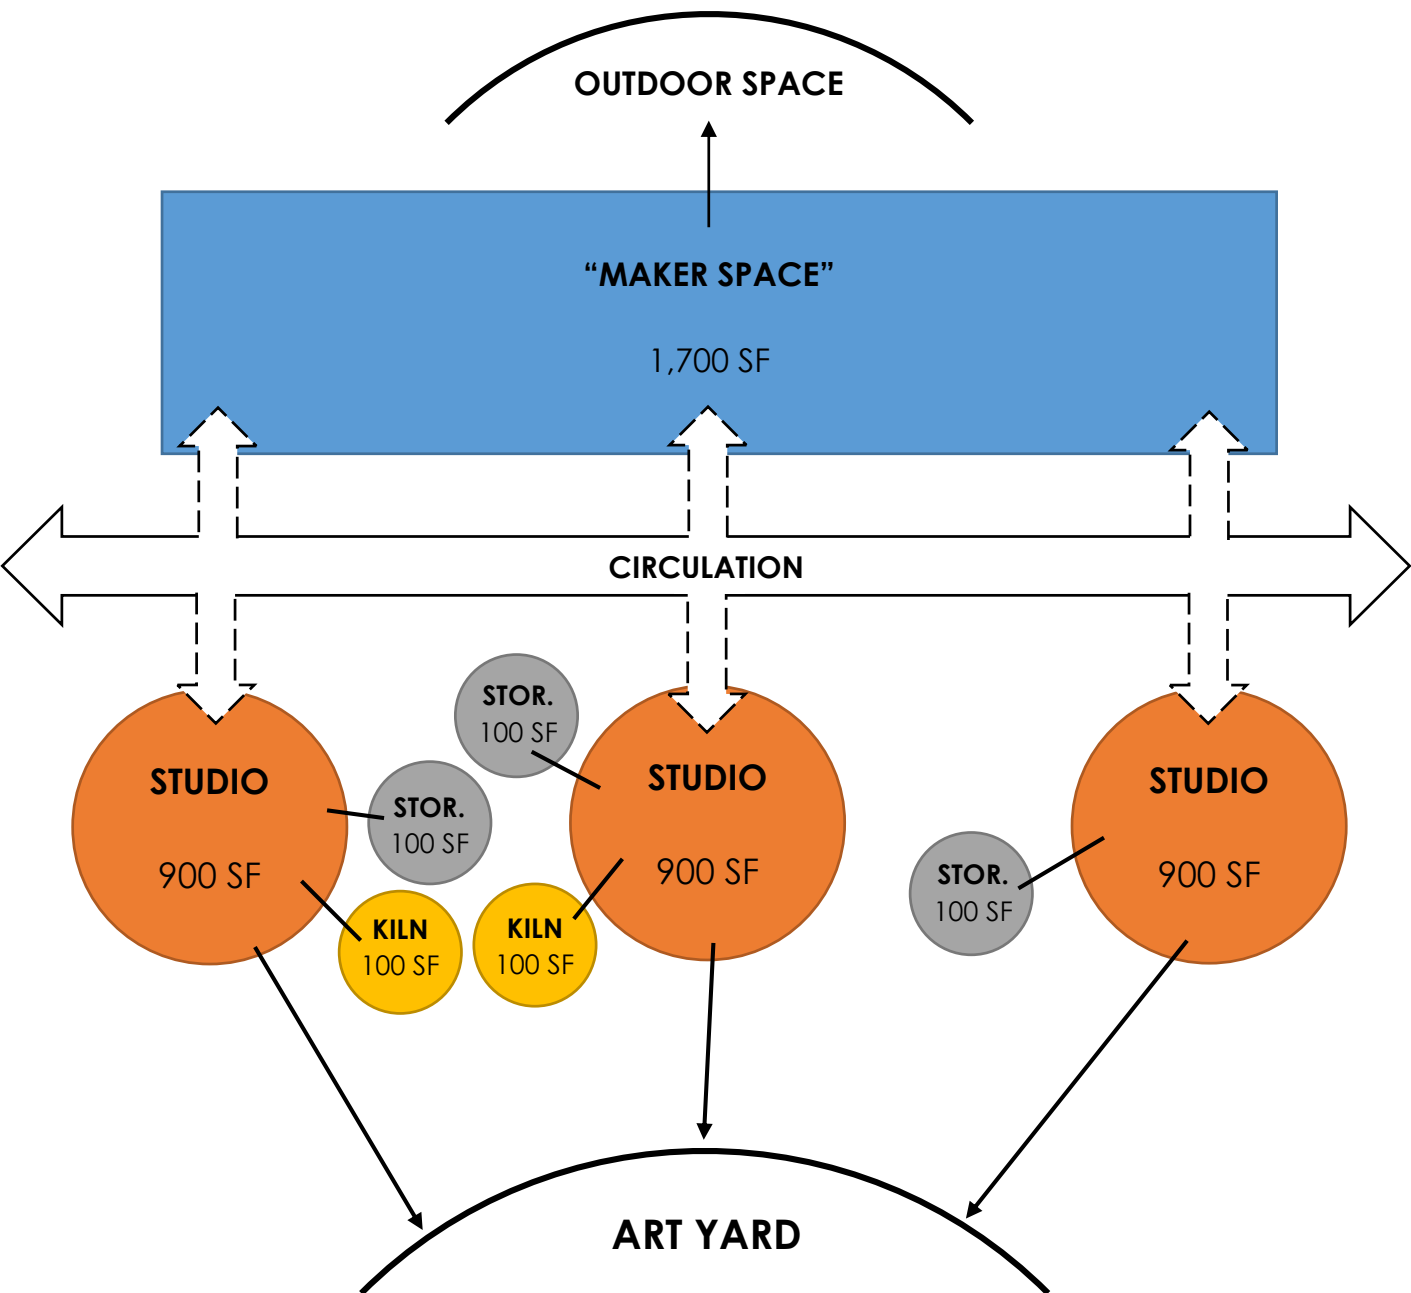 OUTDOOR SPACE
“MAKER SPACE”
1,700 SF
CIRCULATION
STUDIO
900 SF
STOR.
100 SF
KILN
100 SF
STOR.
100 SF
STUDIO
900 SF
KILN
100 SF
STUDIO
900 SF
STOR.
100 SF
ART YARD